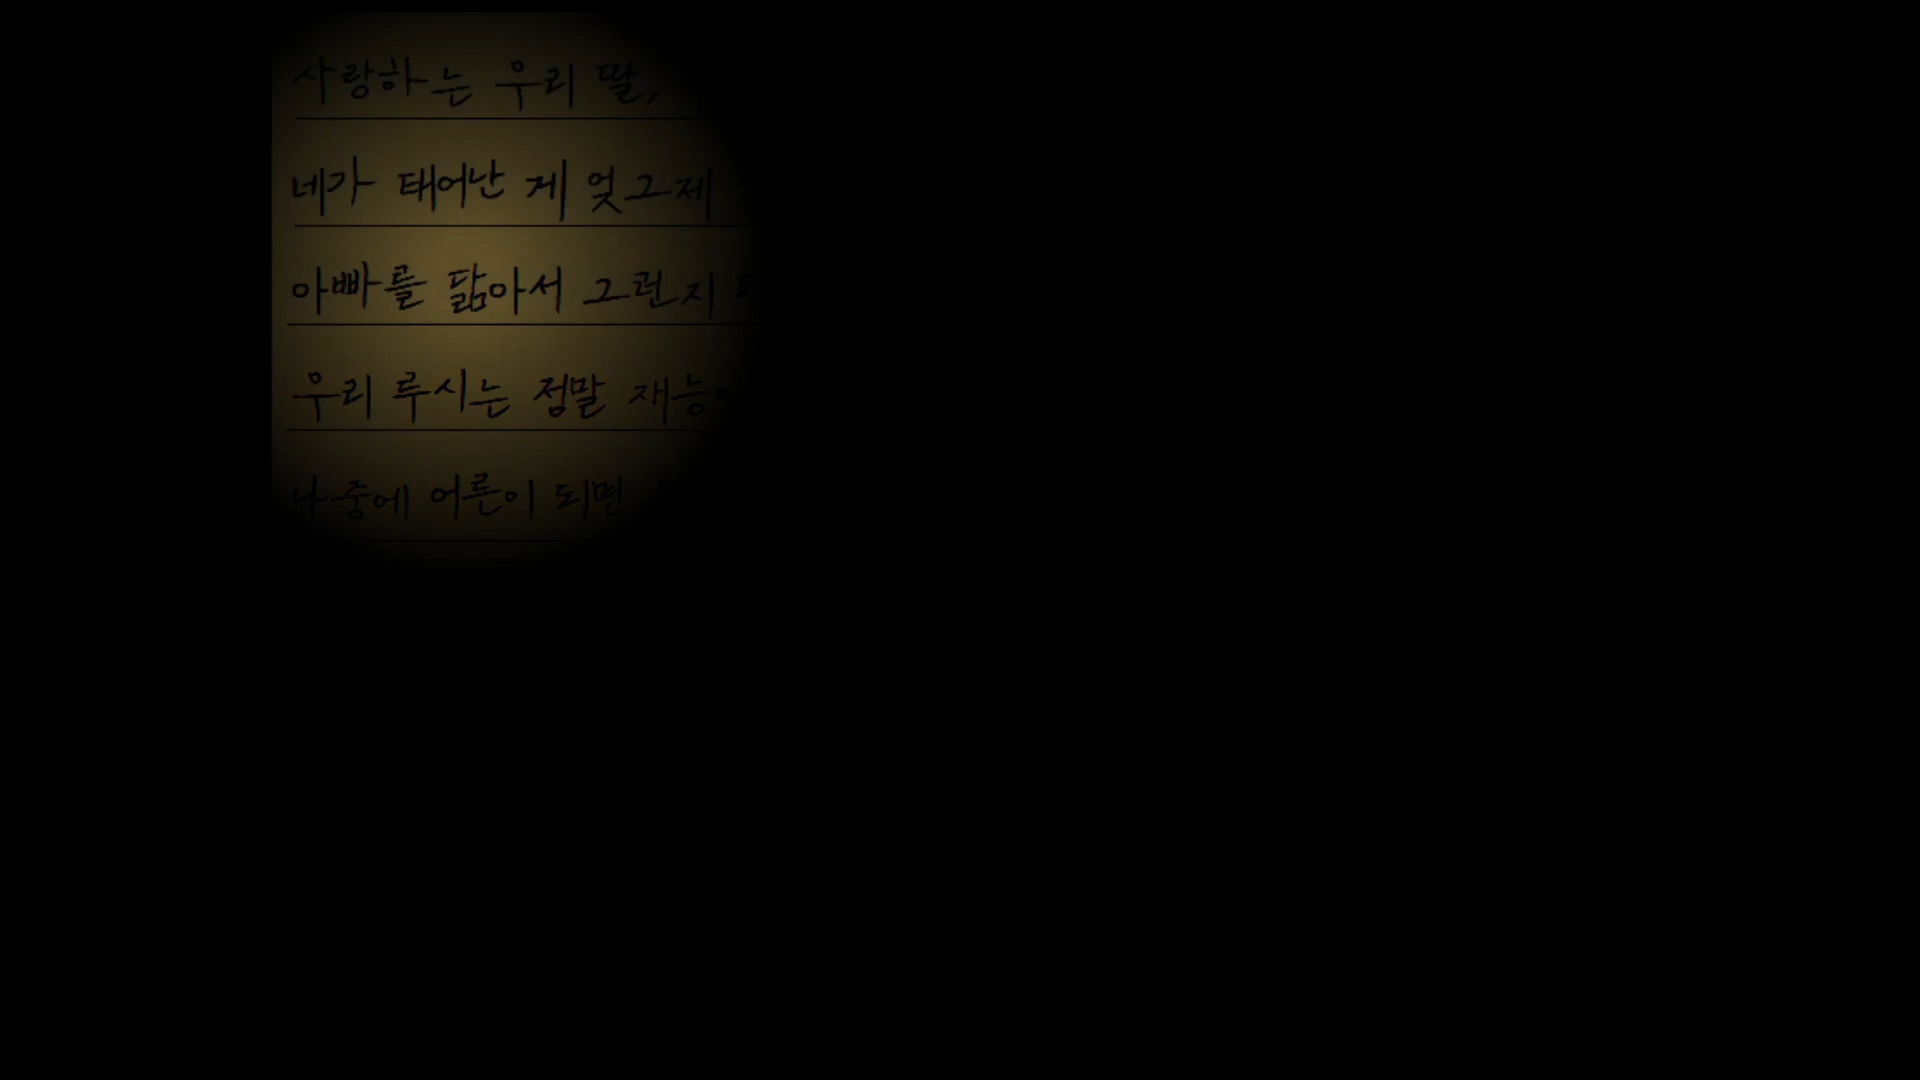 사랑하는 우리 딸,
네가 태어난 게 엊그제
아빠를 닮아서 그런지
우리 루시는 정말 재능
나중에 어른이 되면